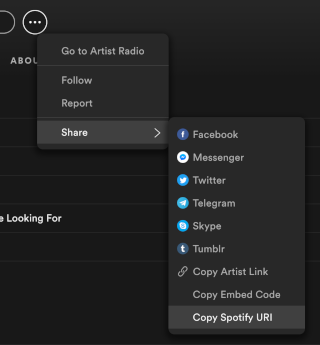 ABOU
Go to Artist Radio
Follow
Report
Share
e Looking For
Facebook
Messenger
Twitter
Telegram
Skype
Tumblr
Copy Artist Link
Copy Embed Code
Copy Spotify URI